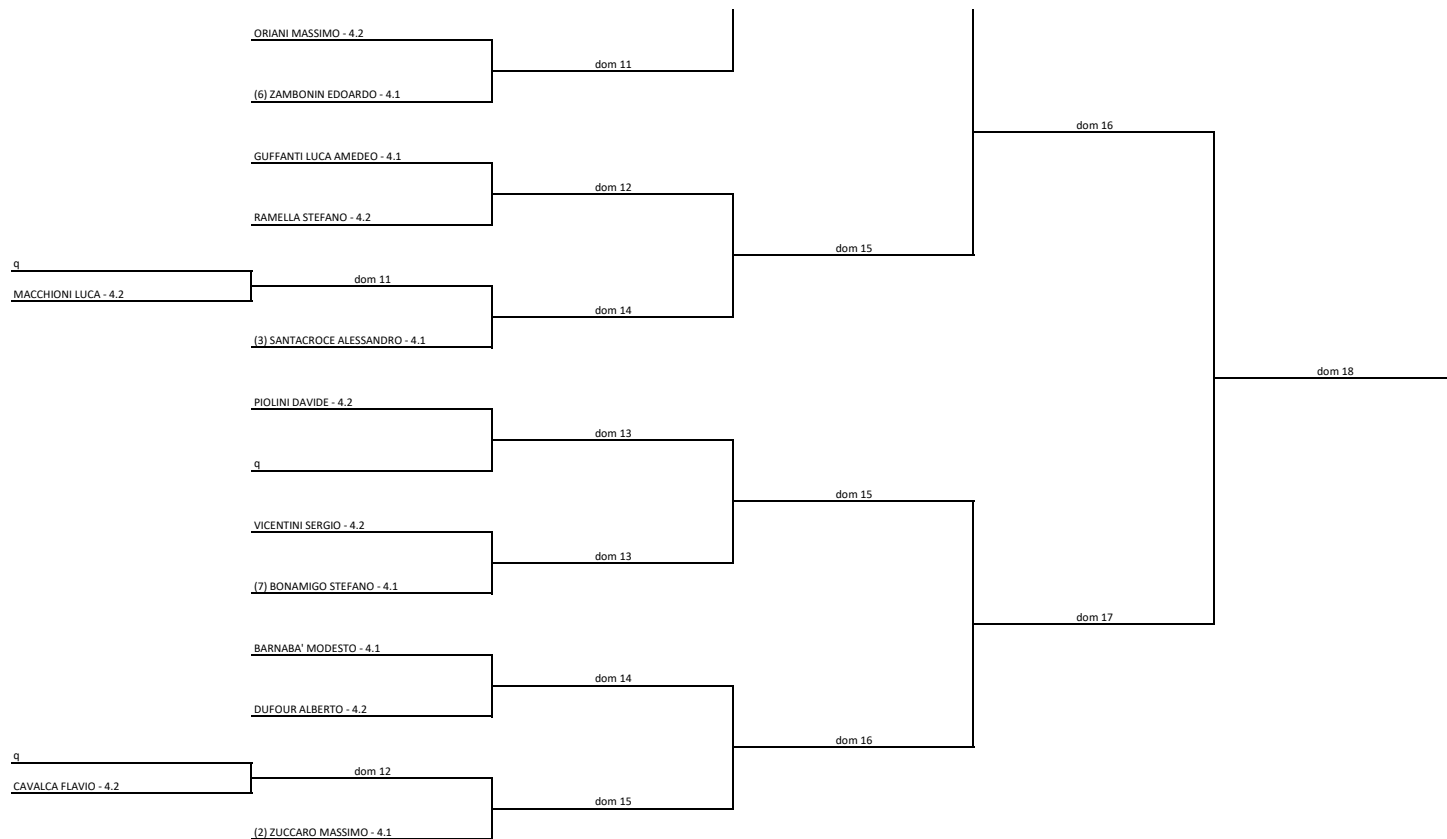 ORIANI MASSIMO - 4.2
dom 11
(6) ZAMBONIN EDOARDO - 4.1
dom 16
GUFFANTI LUCA AMEDEO - 4.1
dom 12
RAMELLA STEFANO - 4.2
dom 15
q
dom 11
MACCHIONI LUCA - 4.2
dom 14
(3) SANTACROCE ALESSANDRO - 4.1
dom 18
PIOLINI DAVIDE - 4.2
dom 13
q
dom 15
VICENTINI SERGIO - 4.2
dom 13
(7) BONAMIGO STEFANO - 4.1
dom 17
BARNABA' MODESTO - 4.1
dom 14
DUFOUR ALBERTO - 4.2
dom 16
q
dom 12
CAVALCA FLAVIO - 4.2
dom 15
(2) ZUCCARO MASSIMO - 4.1